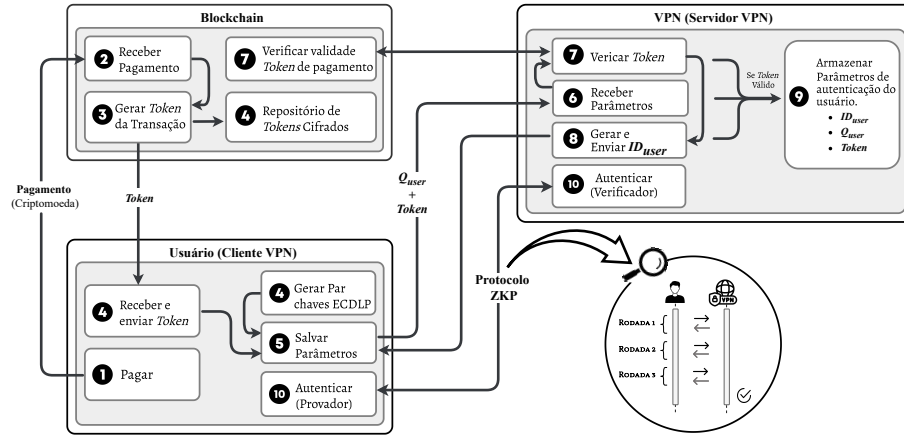 Blockchain
2 Receber
Pagamento
7 Verificar validade
Token de pagamento
3 Gerar Token
da Transação
4 Repositório de
Tokens Cifrados
VPN (Servidor VPN)
7 Vericar Token
6 Receber
Parâmetros
8 Gerar e
Enviar IDuser
10 Autenticar
(Verificador)
Se Token
Válido
9 Armazenar
Parâmetros de
autenticação do
usuário.
• IDuser
• Quser
• Token
Pagamento
(Criptomoeda)
Token
Quser
+
Token
Usuário (Cliente VPN)
4 Receber e
enviar Token
4 Gerar Par
chaves ECDLP
5 Salvar
Parâmetros
1 Pagar
10 Autenticar
(Provador)
Protocolo
ZKP
VPN
Rodada 1
Rodada 2
Rodada 3